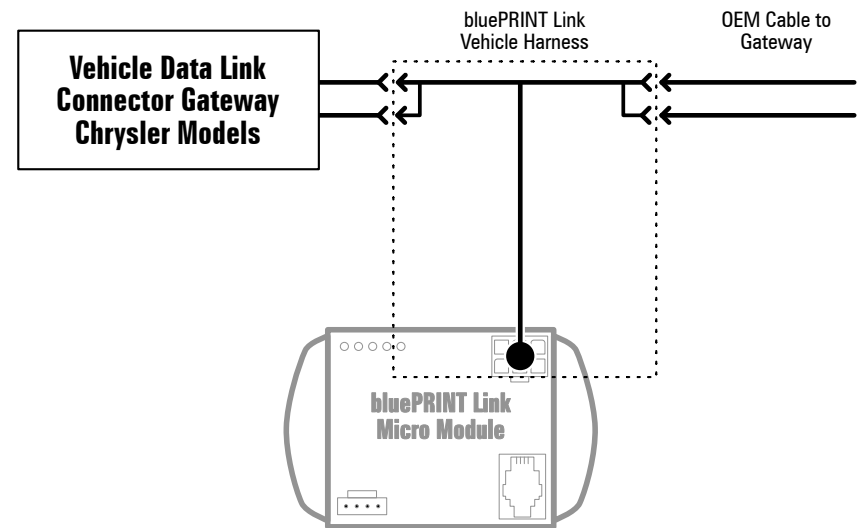 bluePRINT Link
Vehicle Harness
OEM Cable to
Gateway
Vehicle Data Link
Connector Gateway
Chrysler Models
bluePRINT Link
Micro Module